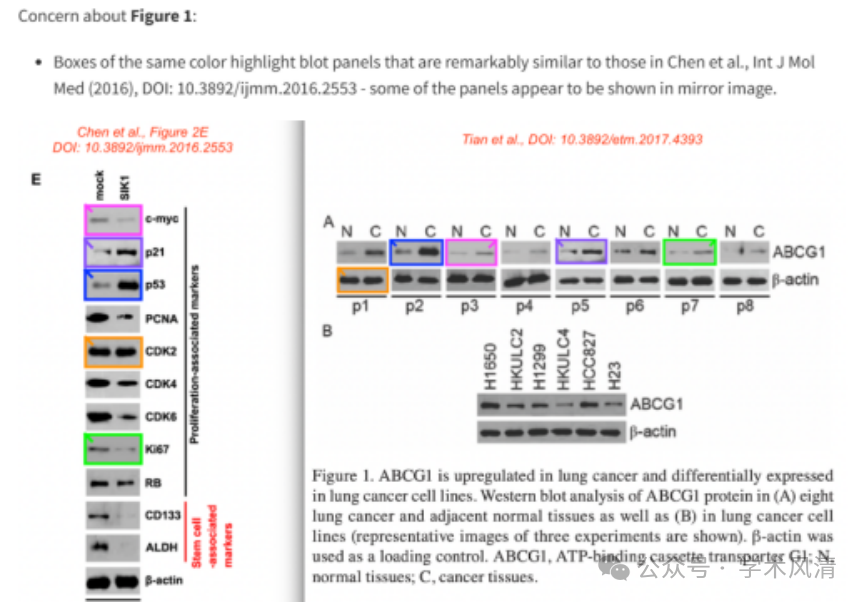 Concern about Figure 1:
• Boxes of the same color highlight blot panels that are remarkably similar to those in Chen et al., Int J Mol
Med (2016), DOI: 10.3892/ijmm.2016.2553 - some of the panels appear to be shown in mirror image.
Chen et al., Figure 2E
DOI: 10.3892/ijmm.2016.2553
E
mock SIK1
c-myc
p21
p53
PCNA
CDK2
CDK4
CDK6
Ki67
RB
CD133
ALDH
β-actin
Proliferation-associated markers
Stem cell
-associated
markers
Tian et al., DOI: 10.3892/etm.2017.4393
A
N C N C N C N C N C N C N C N C
ABCG1
β-actin
p1 p2 p3 p4 p5 p6 p7 p8
B
H1650 HKULC2 H1299 HKULC4 HCC827 H23
ABCG1
β-actin
Figure 1. ABCG1 is upregulated in lung cancer and differentially expressed
in lung cancer cell lines. Western blot analysis of ABCG1 protein in (A) eight
lung cancer and adjacent normal tissues as well as (B) in lung cancer cell
lines (representative images of three experiments are shown). β-actin was
used as a loading control. ABCG1, ATP-binding cassette transporter G1; N,
normal tissues; C, cancer tissues.
公众号 · 学术风清